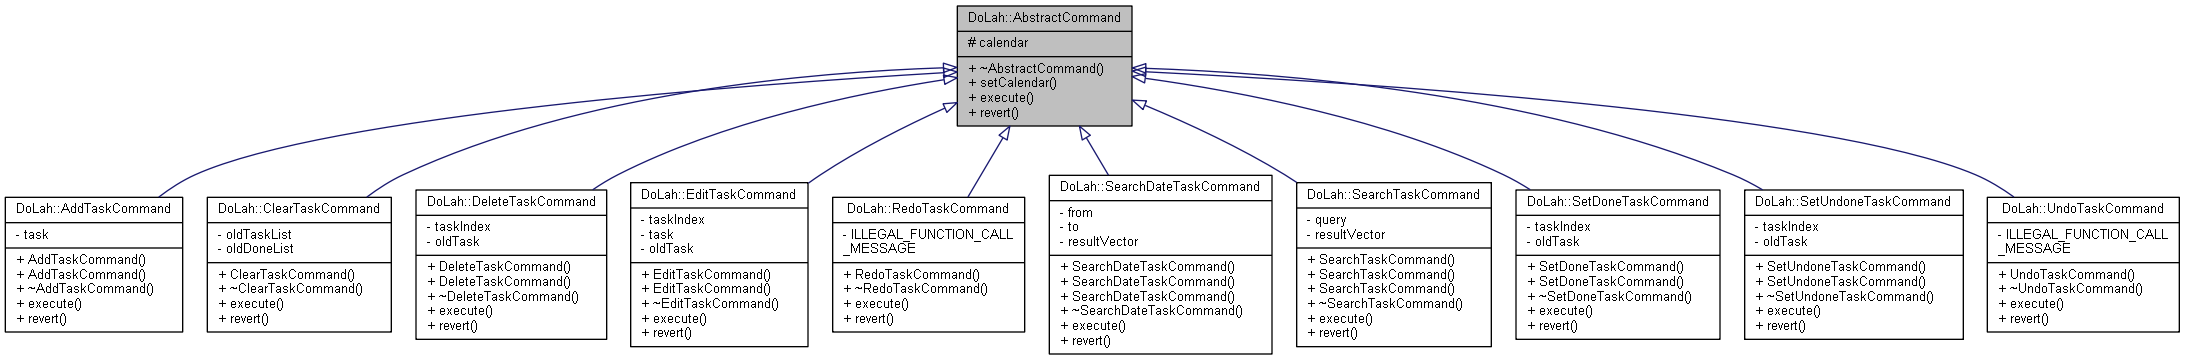 DoLah::AbstractCommand
# calendar
+ ~AbstractCommand()
+ setCalendar()
+ execute()
+ revert()
DoLah::AddTaskCommand
- task
+ AddTaskCommand()
+ AddTaskCommand()
+ ~AddTaskCommand()
+ execute()
+ revert()
DoLah::ClearTaskCommand
- oldTaskList
- oldDoneList
+ ClearTaskCommand()
+ ~ClearTaskCommand()
+ execute()
+ revert()
DoLah::DeleteTaskCommand
- taskIndex
- oldTask
+ DeleteTaskCommand()
+ DeleteTaskCommand()
+ ~DeleteTaskCommand()
+ execute()
+ revert()
DoLah::EditTaskCommand
- taskIndex
- task
- oldTask
+ EditTaskCommand()
+ EditTaskCommand()
+ ~EditTaskCommand()
+ execute()
+ revert()
DoLah::RedoTaskCommand
- ILLEGAL_FUNCTION_CALL
_MESSAGE
+ RedoTaskCommand()
+ ~RedoTaskCommand()
+ execute()
+ revert()
DoLah::SearchDateTaskCommand
- from
- to
- resultVector
+ SearchDateTaskCommand()
+ SearchDateTaskCommand()
+ SearchDateTaskCommand()
+ ~SearchDateTaskCommand()
+ execute()
+ revert()
DoLah::SearchTaskCommand
- query
- resultVector
+ SearchTaskCommand()
+ SearchTaskCommand()
+ SearchTaskCommand()
+ ~SearchTaskCommand()
+ execute()
+ revert()
DoLah::SetDoneTaskCommand
- taskIndex
- oldTask
+ SetDoneTaskCommand()
+ SetDoneTaskCommand()
+ ~SetDoneTaskCommand()
+ execute()
+ revert()
DoLah::SetUndoneTaskCommand
- taskIndex
- oldTask
+ SetUndoneTaskCommand()
+ SetUndoneTaskCommand()
+ ~SetUndoneTaskCommand()
+ execute()
+ revert()
DoLah::UndoTaskCommand
- ILLEGAL_FUNCTION_CALL
_MESSAGE
+ UndoTaskCommand()
+ ~UndoTaskCommand()
+ execute()
+ revert()